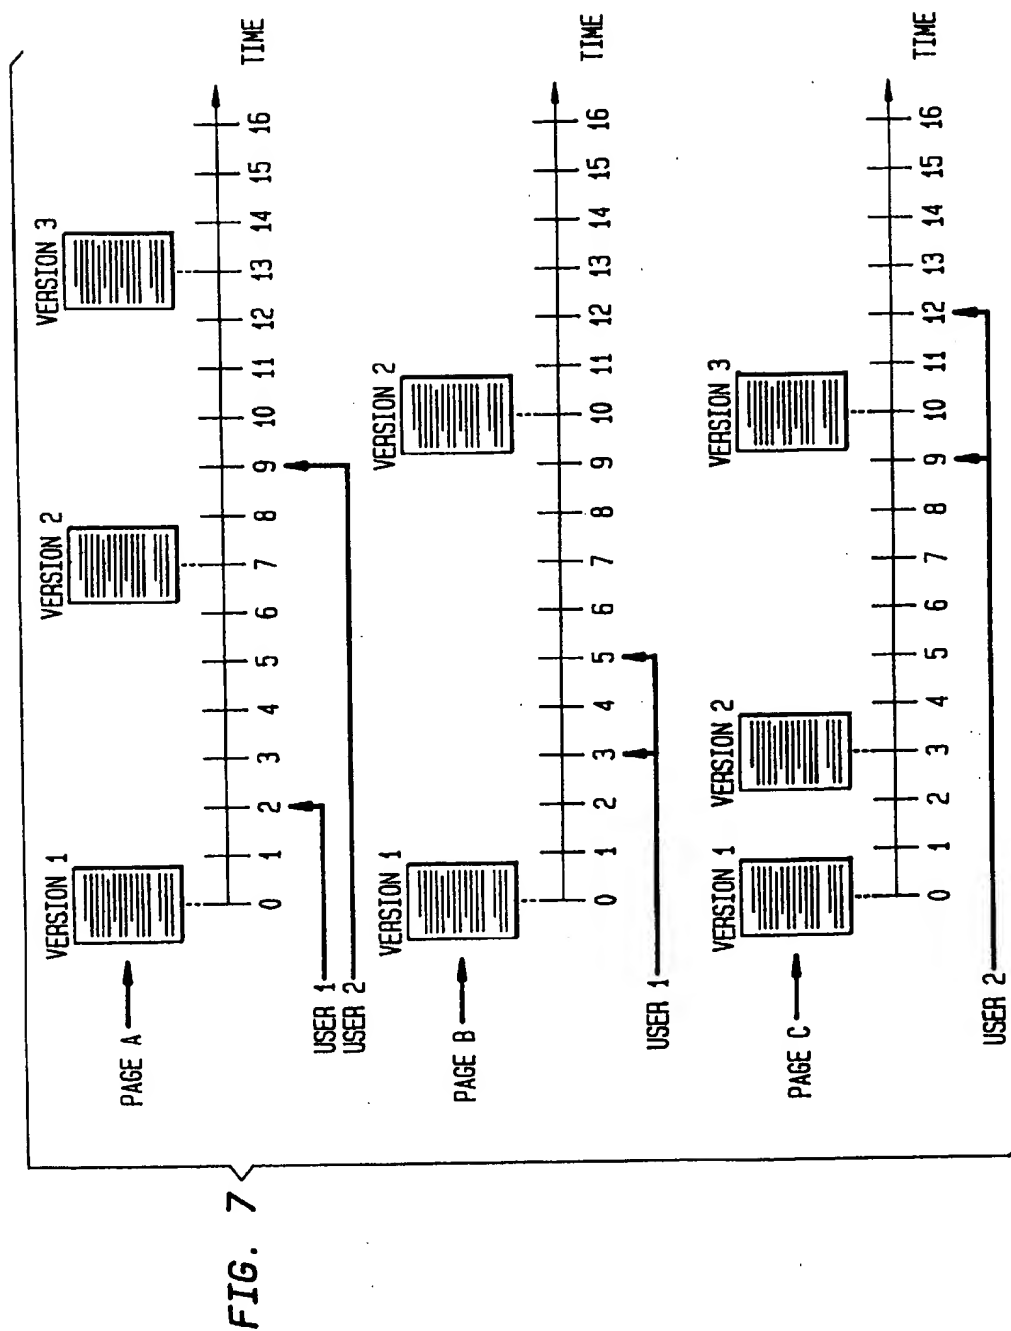 VERSION 1 VERSION 2 VERSION 3
PAGE A
0 1 2 3 4 5 6 7 8 9 10 11 12 13 14 15 16 TIME
USER 1
USER 2
VERSION 1 VERSION 2
PAGE B
0 1 2 3 4 5 6 7 8 9 10 11 12 13 14 15 16 TIME
USER 1
VERSION 1 VERSION 2 VERSION 3
PAGE C
0 1 2 3 4 5 6 7 8 9 10 11 12 13 14 15 16 TIME
USER 2
FIG. 7